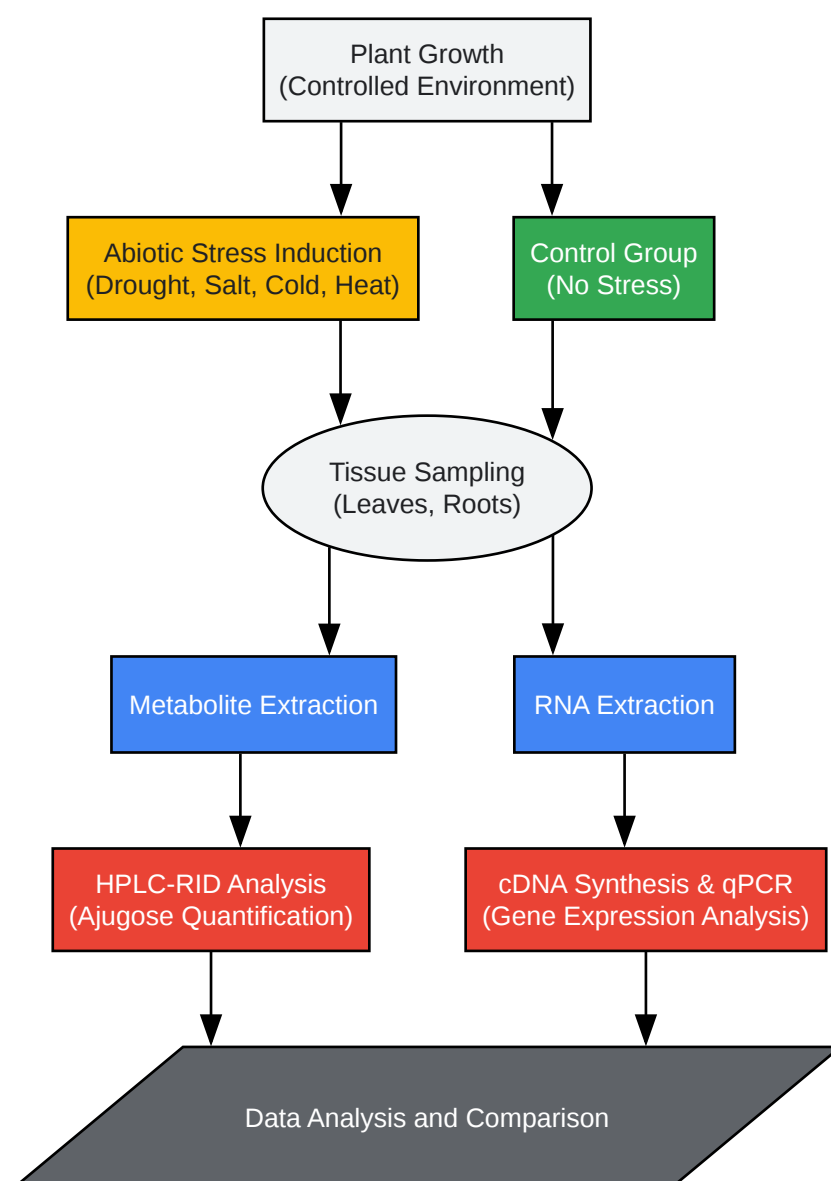 Plant Growth
(Controlled Environment)
Abiotic Stress Induction
(Drought, Salt, Cold, Heat)
Control Group
(No Stress)
Tissue Sampling
(Leaves, Roots)
Metabolite Extraction
RNA Extraction
HPLC-RID Analysis
(Ajugose Quantification)
cDNA Synthesis & qPCR
(Gene Expression Analysis)
Data Analysis and Comparison